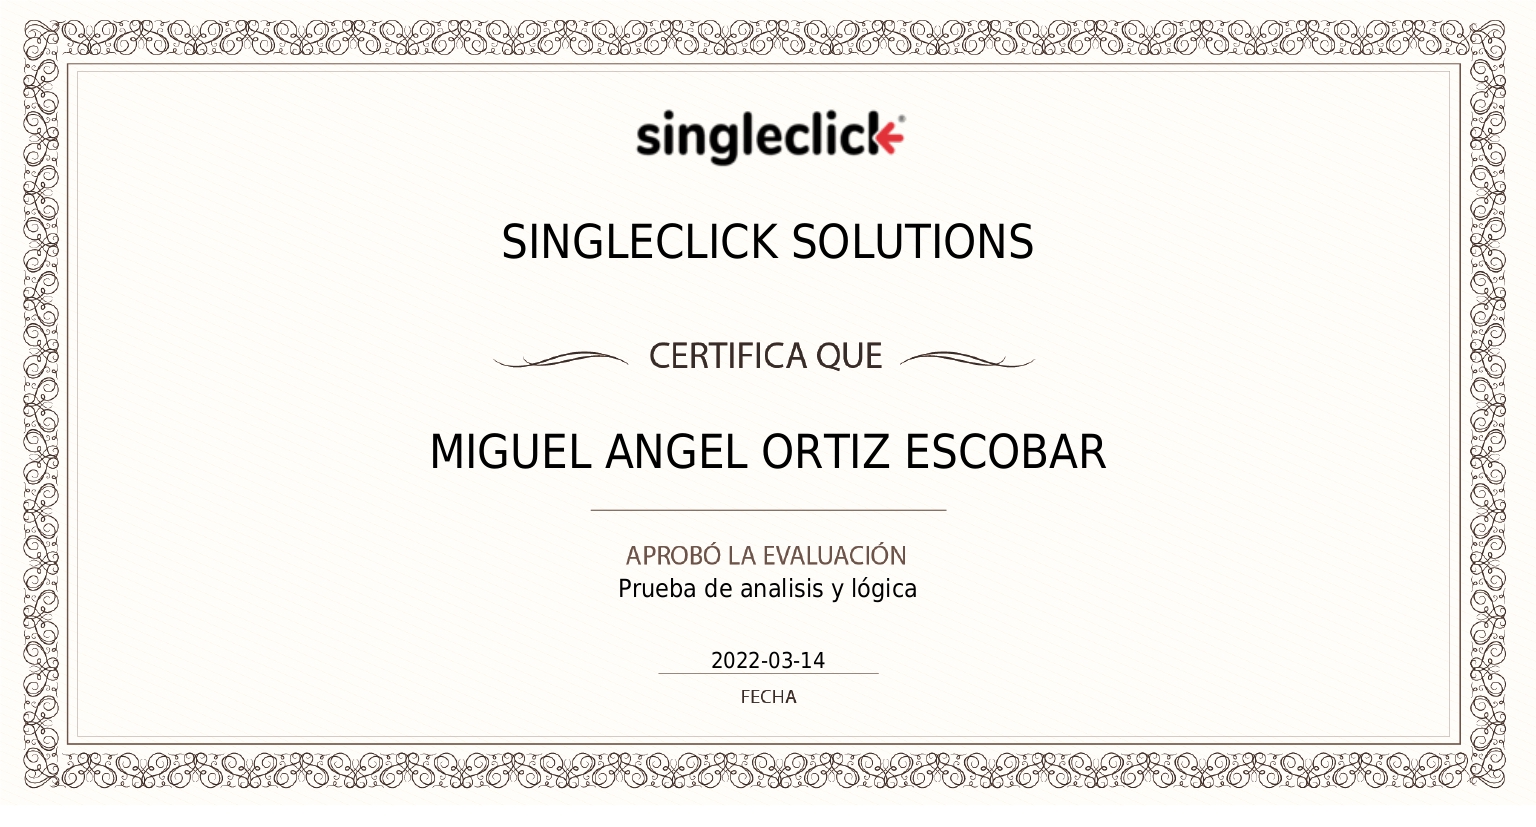 singleclick®
SINGLECLICK SOLUTIONS
CERTIFICA QUE
MIGUEL ANGEL ORTIZ ESCOBAR
APROBÓ LA EVALUACIÓN
Prueba de analisis y lógica
2022-03-14
FECHA